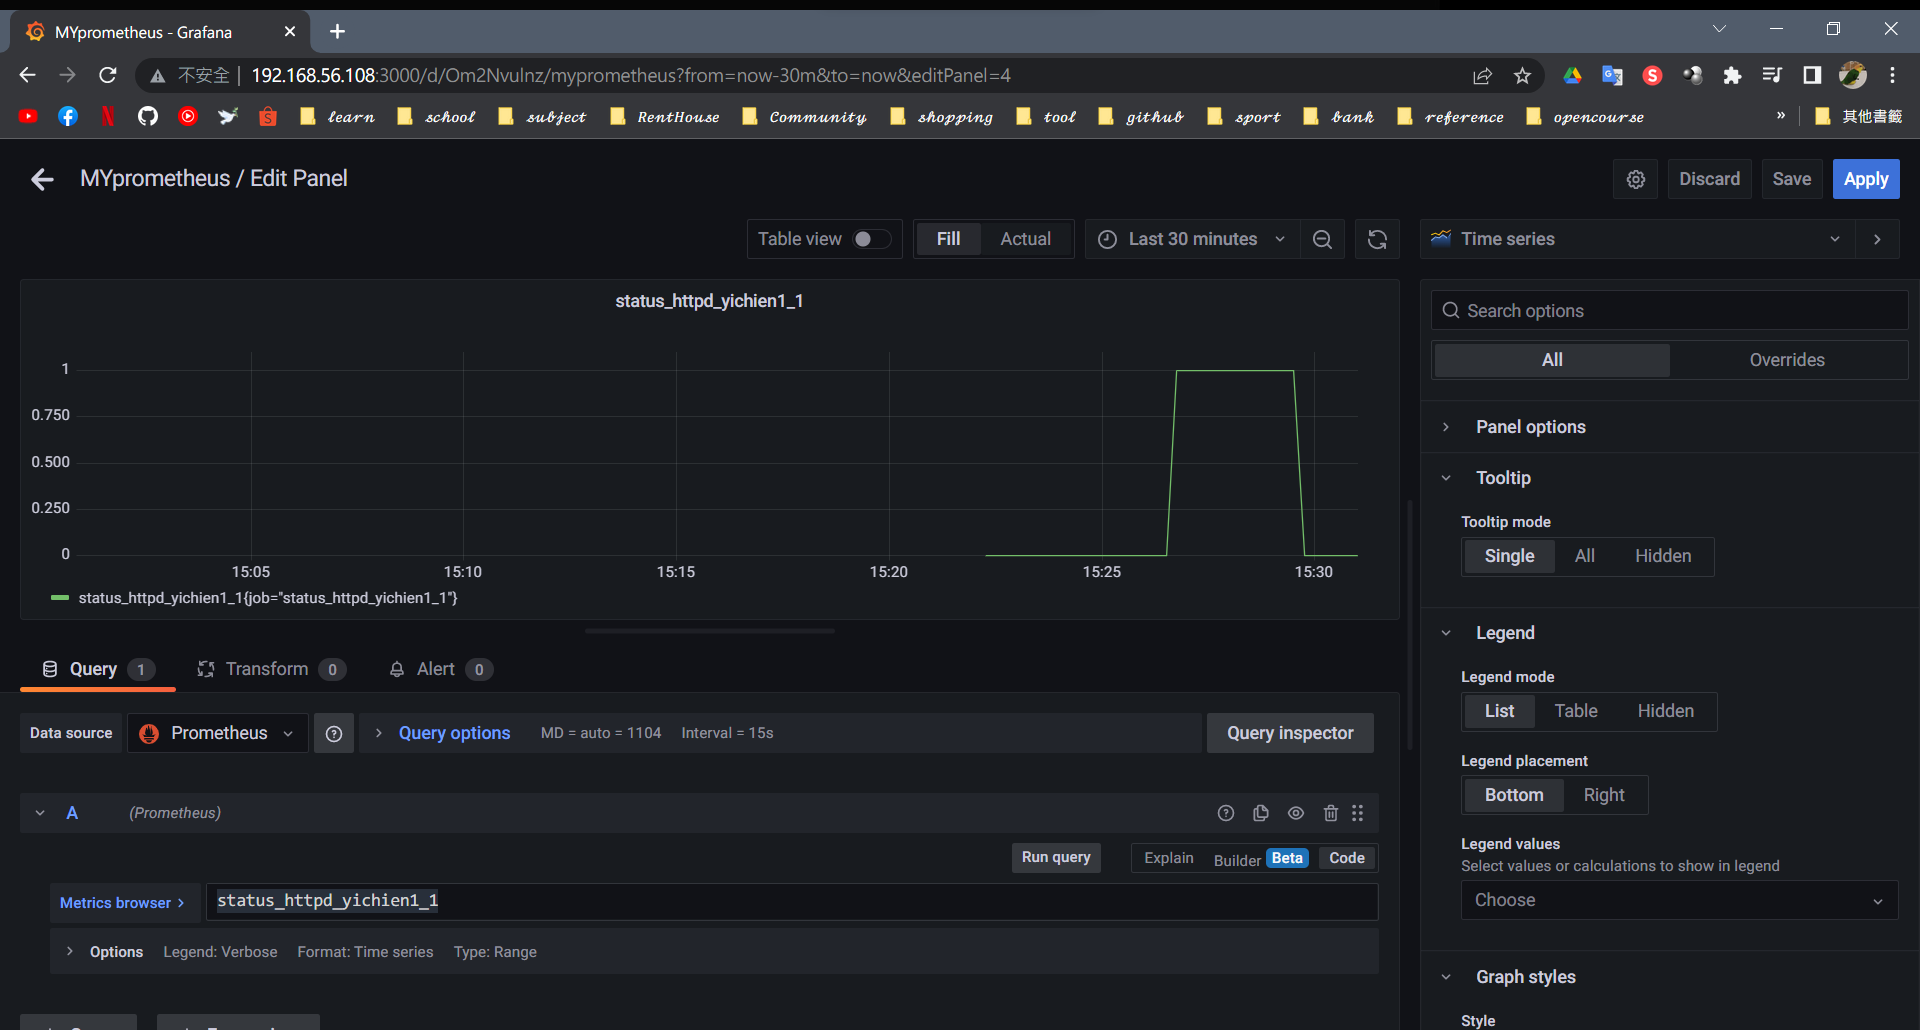 MYprometheus - Grafana
不安全 | 192.168.56.108:3000/d/Om2Nvulnz/myprometheus?from=now-30m&to=now&editPanel=4
learn school subject RentHouse Community shopping tool github sport bank reference opencourse » 其他書籤
MYprometheus / Edit Panel
Discard Save Apply
Table view Fill Actual Last 30 minutes Time series
status_httpd_yichien1_1
1
0.750
0.500
0.250
0
15:05 15:10 15:15 15:20 15:25 15:30
status_httpd_yichien1_1{job="status_httpd_yichien1_1"}
Query 1 Transform 0 Alert 0
Data source Prometheus Query options MD = auto = 1104 Interval = 15s Query inspector
A (Prometheus)
Run query Explain Builder Beta Code
Metrics browser > status_httpd_yichien1_1
Options Legend: Verbose Format: Time series Type: Range
Search options
All Overrides
Panel options
Tooltip
Tooltip mode
Single All Hidden
Legend
Legend mode
List Table Hidden
Legend placement
Bottom Right
Legend values
Select values or calculations to show in legend
Choose
Graph styles
Style